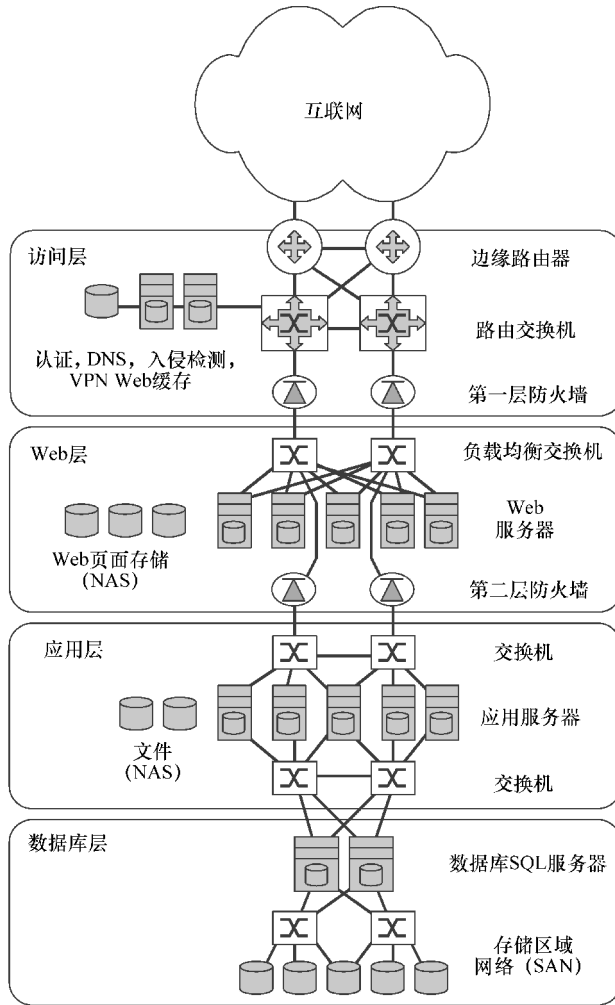 互联网
访问层
边缘路由器
路由交换机
认证，DNS，入侵检测，
VPN Web缓存
第一层防火墙
Web层
负载均衡交换机
Web
服务器
Web页面存储
(NAS)
第二层防火墙
应用层
交换机
应用服务器
文件
(NAS)
交换机
数据库层
数据库SQL服务器
存储区域
网络（SAN）